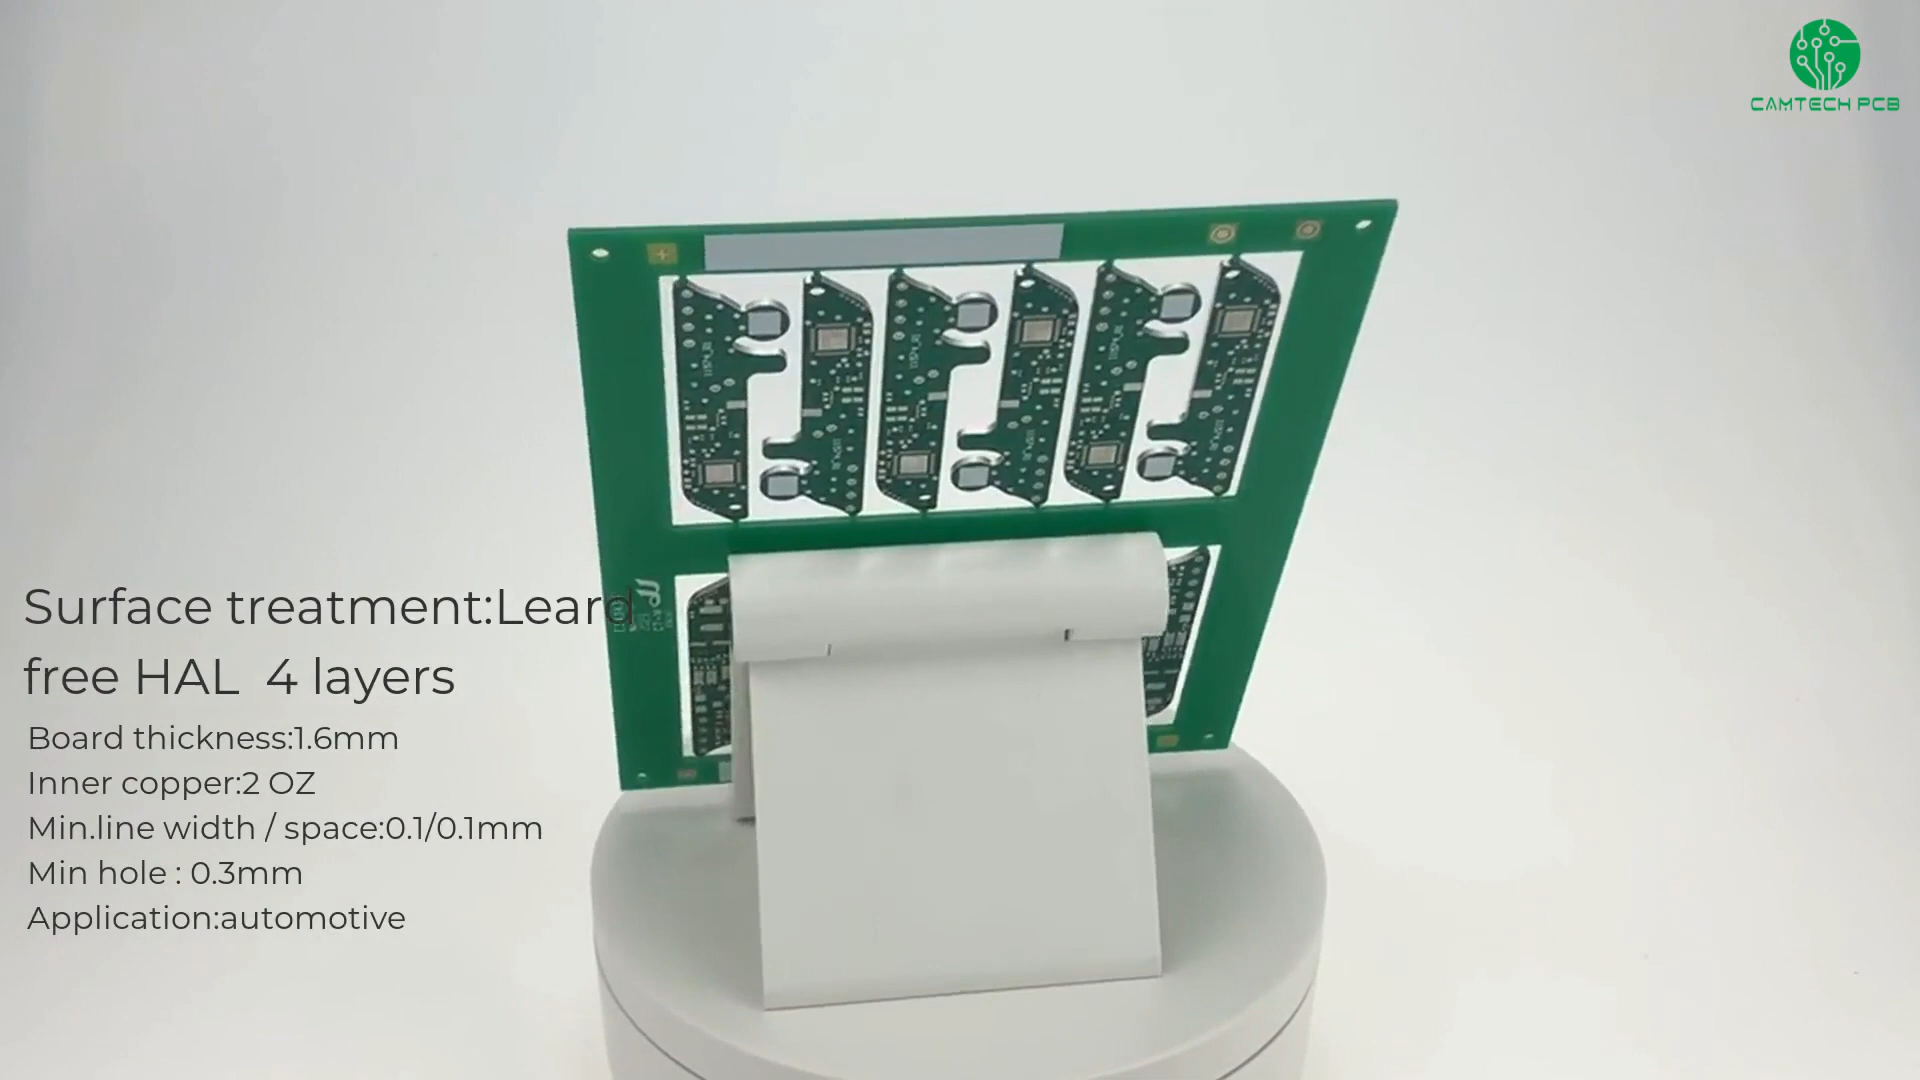 CAMTECH PCB
Surface treatment:Leard
free HAL 4 layers
Board thickness:1.6mm
Inner copper:2 OZ
Min.line width / space:0.1/0.1mm
Min hole : 0.3mm
Application:automotive